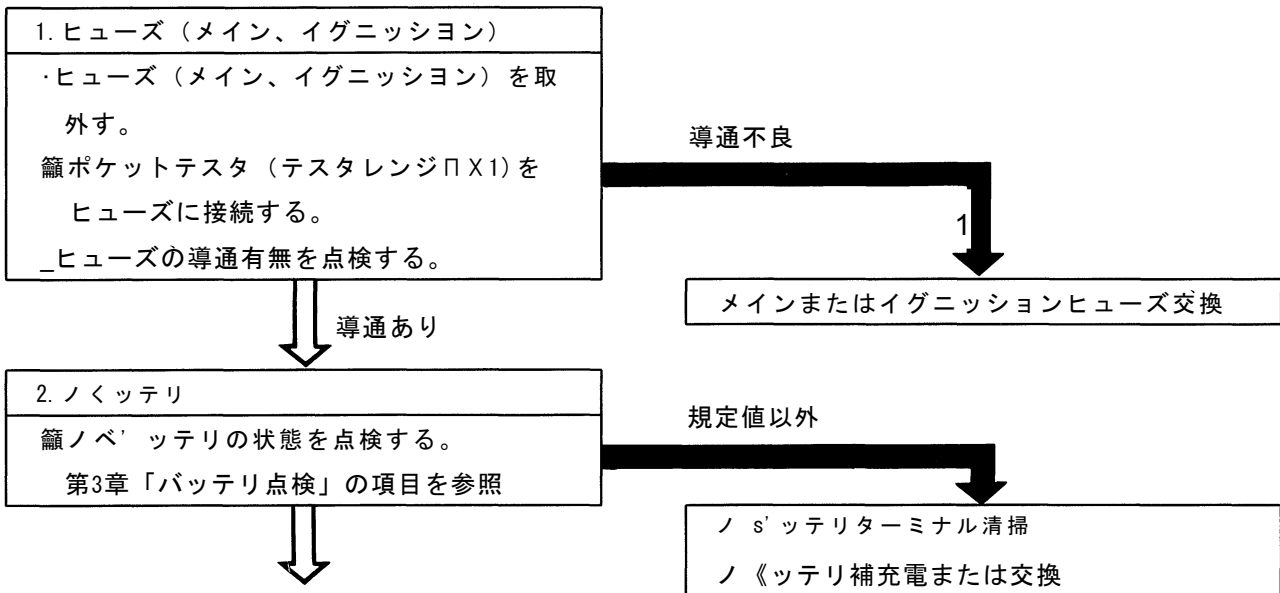 1.ヒューズ（メイン、イグニッシヨン）
·ヒューズ（メイン、イグニッシヨン）を取
外す。
籲ポケットテスタ（テスタレンジΠX1)を
ヒューズに接続する。
_ヒューズの導通有無を点検する。
導通不良
1
メインまたはイグニッションヒューズ交換
導通あり
2.ノくッテリ
籲ノベ’ッテリの状態を点検する。
第3章「バッテリ点検」の項目を参照
規定値以外
ノs’ッテリターミナル清掃
ノ《ッテリ補充電または交換